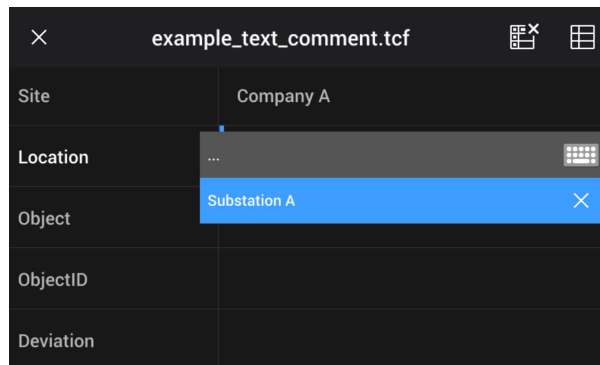 example_text_comment.tcf
Site
Company A
Location
...
Substation A
Object
ObjectID
Deviation